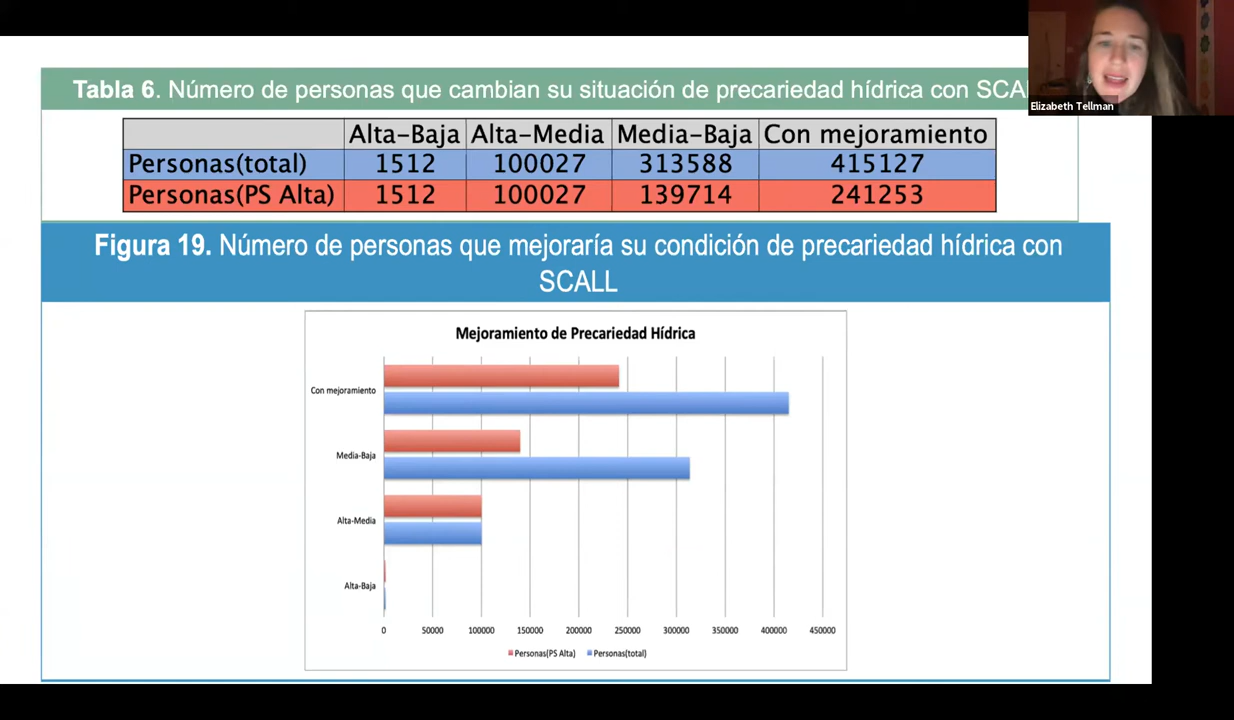 Tabla 6. Número de personas que cambian su situación de precariedad hídrica con SCA
Elizabeth Tellman
Alta-Baja Alta-Media Media-Baja Con mejoramiento
Personas(total) 1512 100027 313588 415127
Personas(PS Alta) 1512 100027 139714 241253
Figura 19. Número de personas que mejoraría su condición de precariedad hídrica con
SCALL
Mejoramiento de Precariedad Hídrica
Con mejoramiento
Media-Baja
Alta-Media
Alta-Baja
0 50000 100000 150000 200000 250000 300000 350000 400000 450000
Personas(PS Alta) Personas(total)